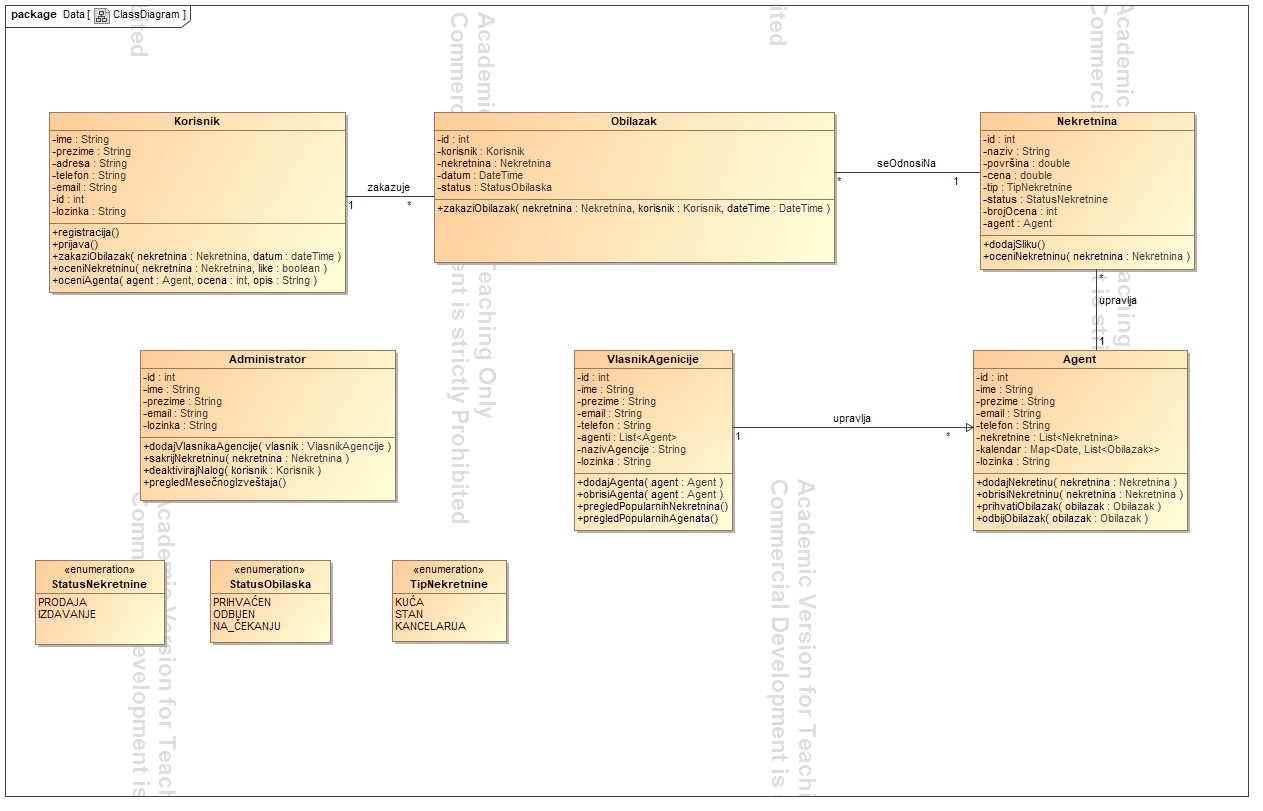 package Data [ ClassDiagram ]
Korisnik
-ime : String
-prezime : String
-adresa : String
-telefon : String
-email : String
-id : int
-lozinka : String
+registracija()
+prijava()
+zakaziObilazak( nekretnina : Nekretnina, datum : dateTime )
+oceniNekretninu( nekretnina : Nekretnina, like : boolean )
+oceniAgenta( agent : Agent, ocena : int, opis : String )
zakazuje
1
*
Obilazak
-id : int
-korisnik : Korisnik
-nekretnina : Nekretnina
-datum : DateTime
-status : StatusObilaska
+zakaziObilazak( nekretnina : Nekretnina, korisnik : Korisnik, dateTime : DateTime )
seOdnosiNa
*
1
Nekretnina
-id : int
-naziv : String
-površina : double
-cena : double
-tip : TipNekretnine
-status : StatusNekretnine
-brojOcena : int
-agent : Agent
+dodajSliku()
+oceniNekretninu( nekretnina : Nekretnina )
*
upravlja
1
Administrator
-id : int
-ime : String
-prezime : String
-email : String
-lozinka : String
+dodajVlasnikaAgencije( vlasnik : VlasnikAgencije )
+sakrijNekretninu( nekretnina : Nekretnina )
+deaktivirajNalog( korisnik : Korisnik )
+pregledMesečnogIzveštaja()
VlasnikAgenicije
-id : int
-ime : String
-prezime : String
-email : String
-telefon : String
-agenti : List<Agent>
-nazivAgencije : String
-lozinka : String
+dodajAgenta( agent : Agent )
+obrisiAgenta( agent : Agent )
+pregledPopularnihNekretnina()
+pregledPopularnihAgenata()
upravlja
1
*
Agent
-id : int
-ime : String
-prezime : String
-email : String
-telefon : String
-nekretnine : List<Nekretnina>
-kalendar : Map<Date, List<Obilazak>>
-lozinka : String
+dodajNekretinu( nekretnina : Nekretnina )
+obrisiNekretninu( nekretnina : Nekretnina )
+prihvatiObilazak( obilazak : Obilazak )
+odbijObilazak( obilazak : Obilazak )
«enumeration»
StatusNekretnine
PRODAJA
IZDAVANJE
«enumeration»
StatusObilaska
PRIHVAĆEN
ODBIJEN
NA_ČEKANJU
«enumeration»
TipNekretnine
KUĆA
STAN
KANCELARIJA
Academic Version for Teaching
Commercial Development is